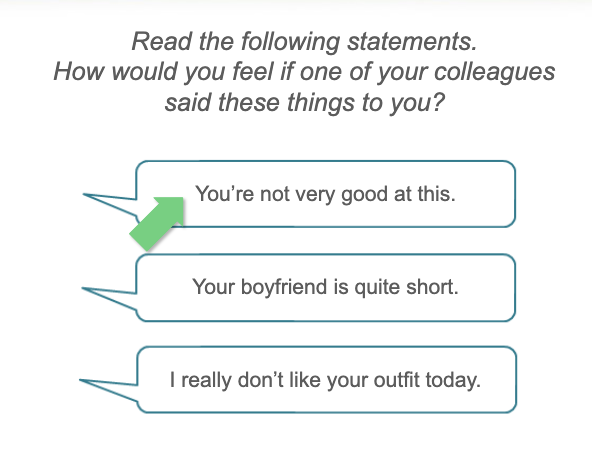 Read the following statements.
How would you feel if one of your colleagues
said these things to you?
You’re not very good at this.
Your boyfriend is quite short.
I really don’t like your outfit today.